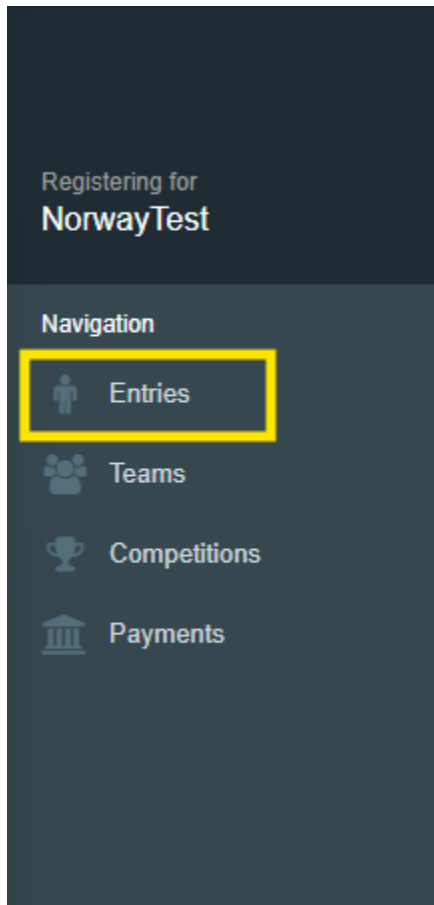 Registering for
NorwayTest
Navigation
Entries
Teams
Competitions
Payments